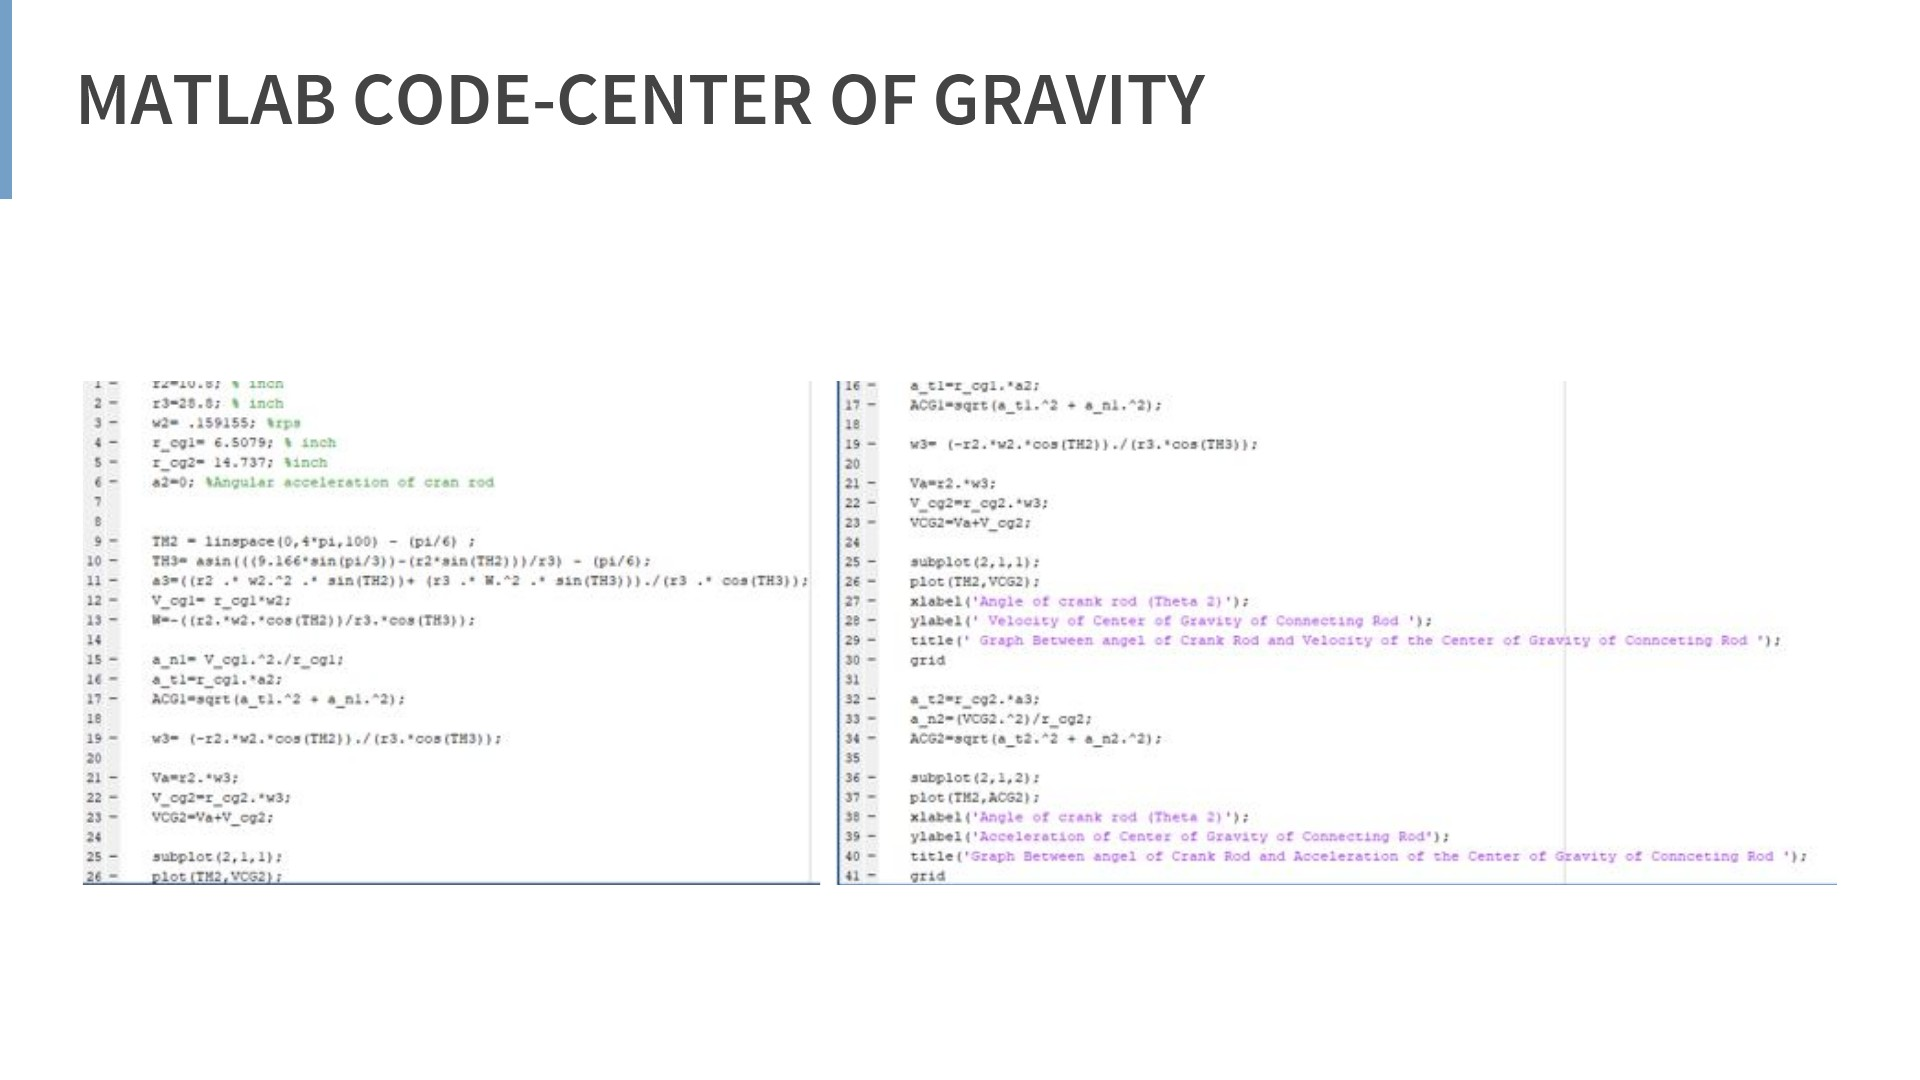 MATLAB CODE-CENTER OF GRAVITY
1 - r2=10.8; % inch
2 - r3=28.8; % inch
3 - w2= .159155; %rps
4 - r_cg1= 6.5079; % inch
5 - r_cg2= 14.737; %inch
6 - a2=0; %Angular acceleration of cran rod
7
8
9 - TH2 = linspace(0,4*pi,100) - (pi/6) ;
10 - TH3= asin(((9.166*sin(pi/3))-(r2*sin(TH2)))/r3) - (pi/6);
11 - a3=((r2 .* w2.^2 .* sin(TH2))+ (r3 .* W.^2 .* sin(TH3)))./(r3 .* cos(TH3));
12 - V_cg1= r_cg1*w2;
13 - W=-((r2.*w2.*cos(TH2))/r3.*cos(TH3));
14
15 - a_n1= V_cg1.^2./r_cg1;
16 - a_t1=r_cg1.*a2;
17 - ACG1=sqrt(a_t1.^2 + a_n1.^2);
18
19 - w3= (-r2.*w2.*cos(TH2))./(r3.*cos(TH3));
20
21 - Va=r2.*w3;
22 - V_cg2=r_cg2.*w3;
23 - VCG2=Va+V_cg2;
24
25 - subplot(2,1,1);
26 - plot(TH2,VCG2);
16 - a_t1=r_cg1.*a2;
17 - ACG1=sqrt(a_t1.^2 + a_n1.^2);
18
19 - w3= (-r2.*w2.*cos(TH2))./(r3.*cos(TH3));
20
21 - Va=r2.*w3;
22 - V_cg2=r_cg2.*w3;
23 - VCG2=Va+V_cg2;
24
25 - subplot(2,1,1);
26 - plot(TH2,VCG2);
27 - xlabel('Angle of crank rod (Theta 2)');
28 - ylabel(' Velocity of Center of Gravity of Connecting Rod ');
29 - title(' Graph Between angel of Crank Rod and Velocity of the Center of Gravity of Connceting Rod ');
30 - grid
31
32 - a_t2=r_cg2.*a3;
33 - a_n2=(VCG2.^2)/r_cg2;
34 - ACG2=sqrt(a_t2.^2 + a_n2.^2);
35
36 - subplot(2,1,2);
37 - plot(TH2,ACG2);
38 - xlabel('Angle of crank rod (Theta 2)');
39 - ylabel('Acceleration of Center of Gravity of Connecting Rod');
40 - title('Graph Between angel of Crank Rod and Acceleration of the Center of Gravity of Connceting Rod ');
41 - grid